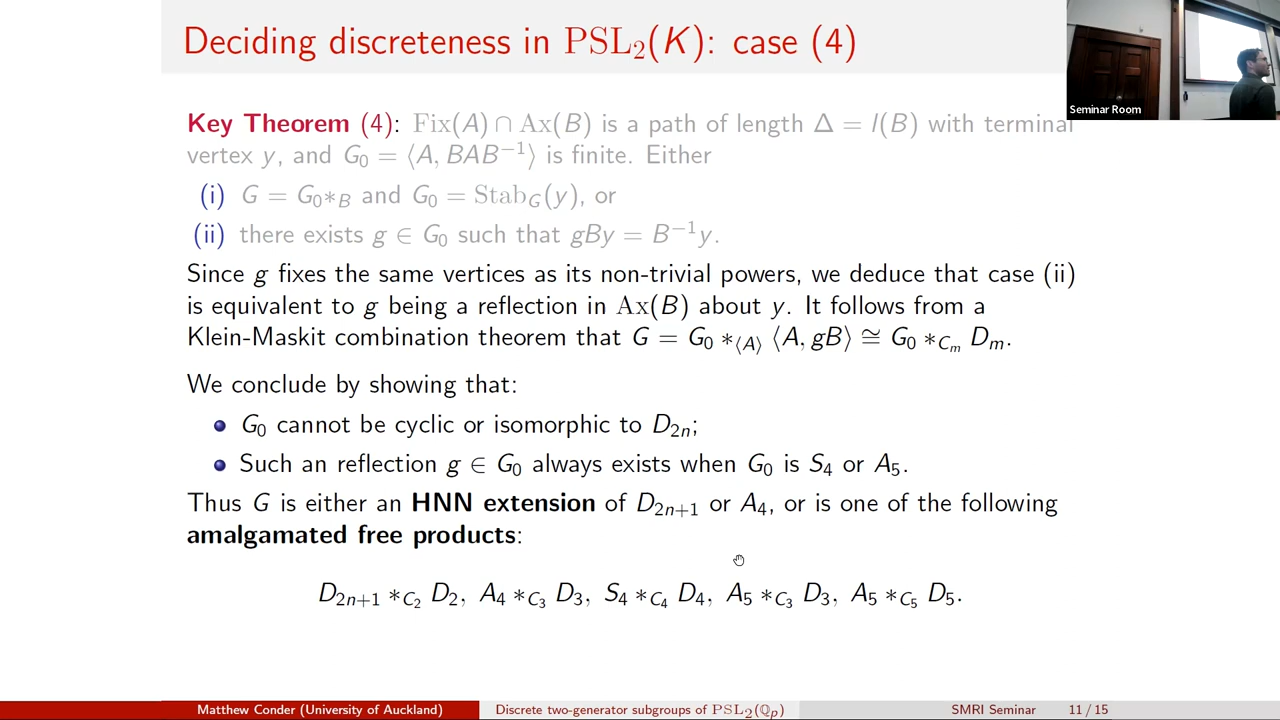 Deciding discreteness in PSL₂(K): case (4)
Seminar Room
Key Theorem (4): Fix(A) ∩ Ax(B) is a path of length Δ = l(B) with terminal
vertex y, and G₀ = ⟨A, BAB⁻¹⟩ is finite. Either
(i) G = G₀*_B and G₀ = Stab_G(y), or
(ii) there exists g ∈ G₀ such that gBy = B⁻¹y.
Since g fixes the same vertices as its non-trivial powers, we deduce that case (ii)
is equivalent to g being a reflection in Ax(B) about y. It follows from a
Klein-Maskit combination theorem that G = G₀ *_⟨A⟩ ⟨A, gB⟩ ≅ G₀ *_{C_m} D_m.
We conclude by showing that:
G₀ cannot be cyclic or isomorphic to D₂ₙ;
Such an reflection g ∈ G₀ always exists when G₀ is S₄ or A₅.
Thus G is either an HNN extension of D₂ₙ₊₁ or A₄, or is one of the following
amalgamated free products:
D₂ₙ₊₁ *_{C₂} D₂, A₄ *_{C₃} D₃, S₄ *_{C₄} D₄, A₅ *_{C₃} D₃, A₅ *_{C₅} D₅.
Matthew Conder (University of Auckland) Discrete two-generator subgroups of PSL₂(ℚₚ) SMRI Seminar 11 / 15